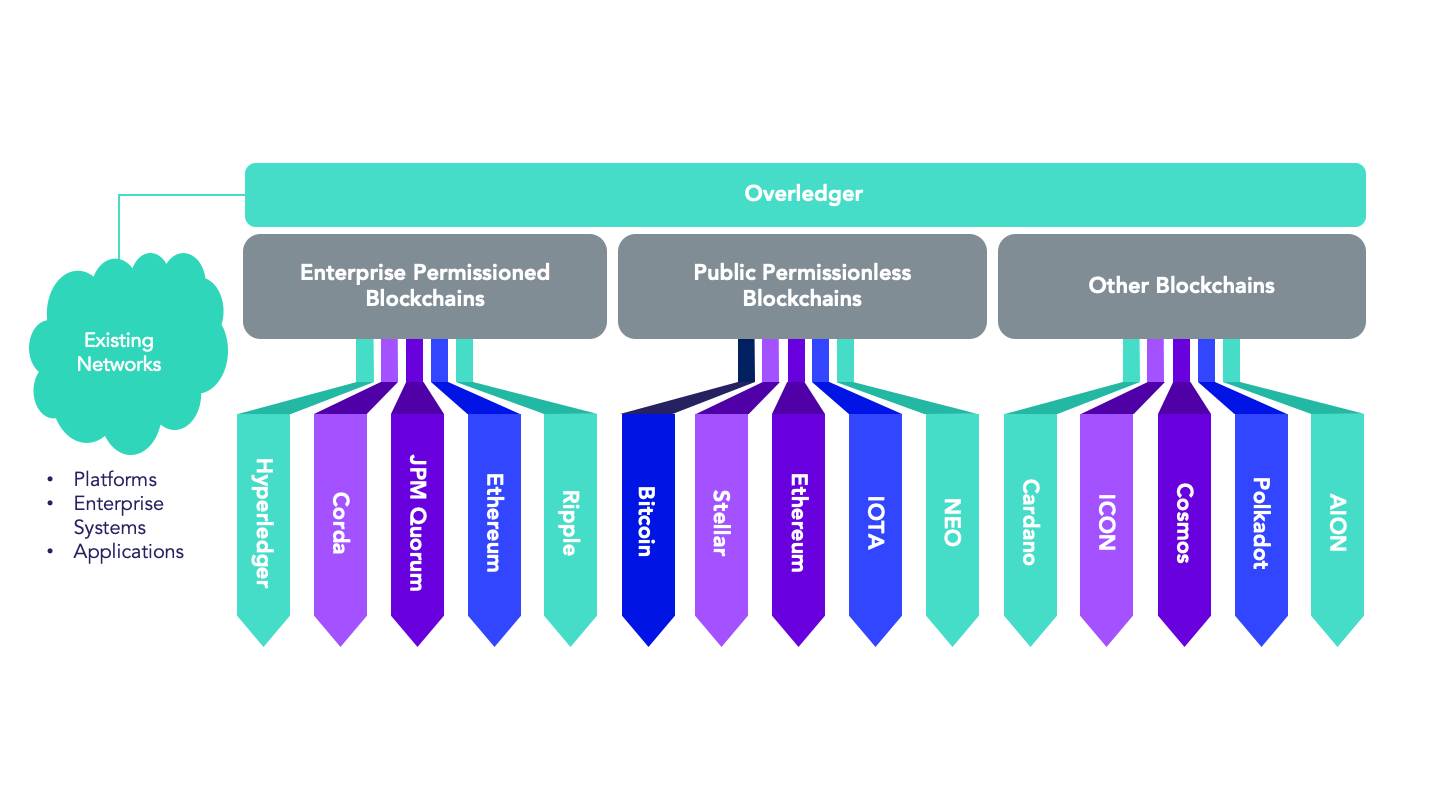 Overledger
Enterprise Permissioned
Blockchains
Public Permissionless
Blockchains
Other Blockchains
Existing
Networks
• Platforms
• Enterprise
Systems
• Applications
Hyperledger
Corda
JPM Quorum
Ethereum
Ripple
Bitcoin
Stellar
Ethereum
IOTA
NEO
Cardano
ICON
Cosmos
Polkadot
AION